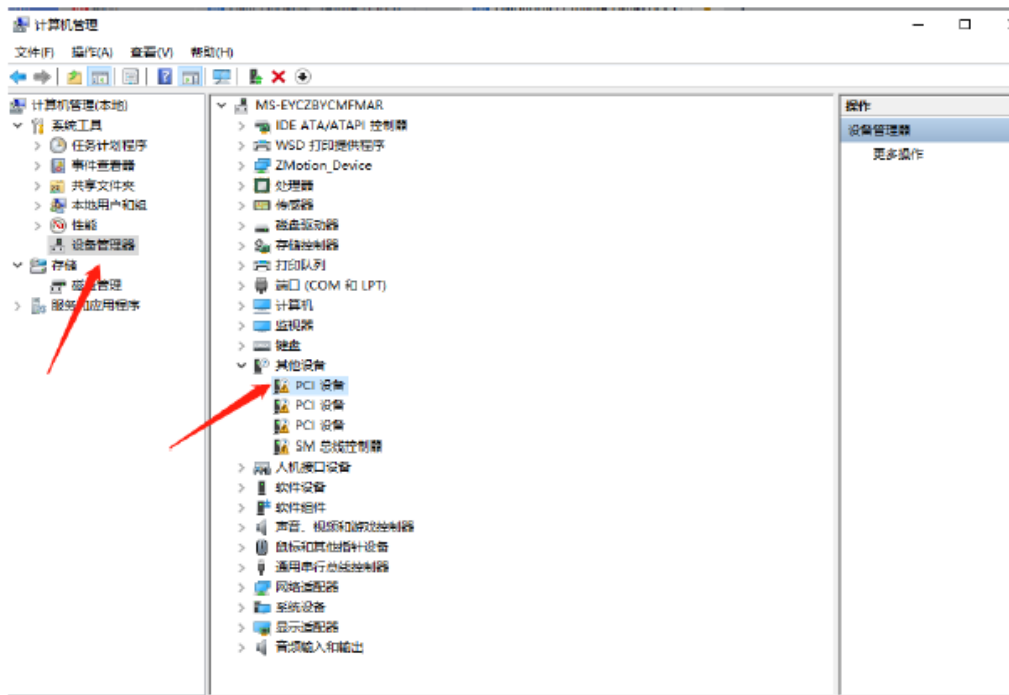 计算机管理
文件(F) 操作(A) 查看(V) 帮助(H)
计算机管理(本地)
系统工具
任务计划程序
事件查看器
共享文件夹
本地用户和组
性能
设备管理器
存储
磁盘管理
服务和应用程序
MS-EYCZBYCMFMAR
IDE ATA/ATAPI 控制器
WSD 打印提供程序
ZMotion_Device
处理器
传感器
磁盘驱动器
存储控制器
打印队列
端口 (COM 和 LPT)
计算机
监视器
键盘
其他设备
PCI 设备
PCI 设备
PCI 设备
SM 总线控制器
人机接口设备
软件设备
软件组件
声音、视频和游戏控制器
鼠标和其他指针设备
通用串行总线控制器
网络适配器
系统设备
显示适配器
音频输入和输出
操作
设备管理器
更多操作